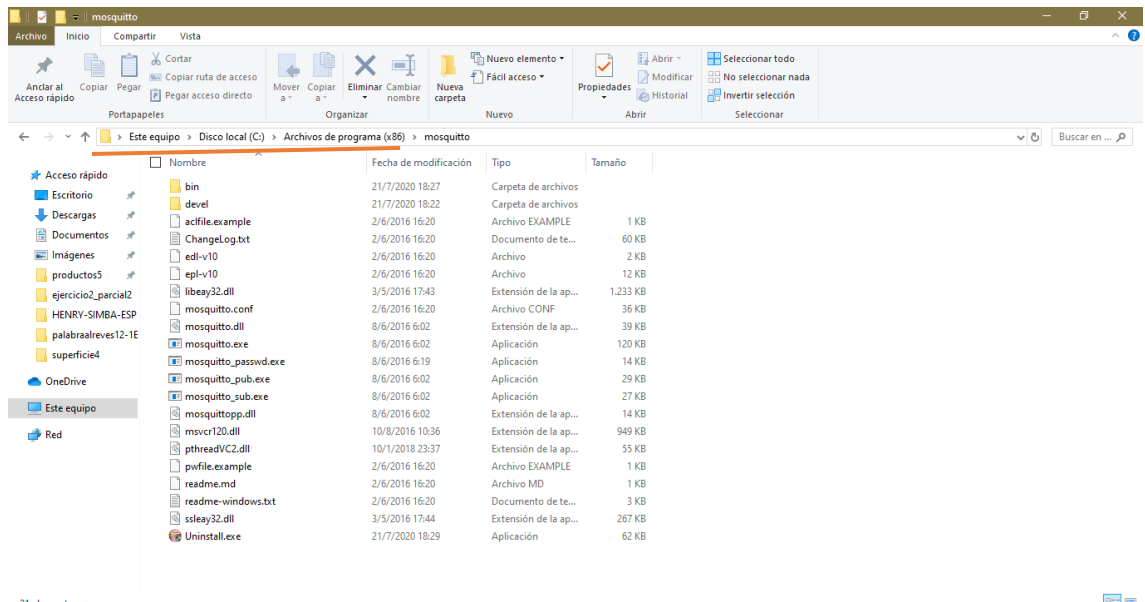 mosquitto
Archivo Inicio Compartir Vista
Anclar al Acceso rápido
Copiar
Pegar
Cortar
Copiar ruta de acceso
Pegar acceso directo
Portapapeles
Mover a
Copiar a
Eliminar
Cambiar nombre
Organizar
Nueva carpeta
Nuevo elemento
Fácil acceso
Nuevo
Propiedades
Abrir
Modificar
Historial
Abrir
Seleccionar todo
No seleccionar nada
Invertir selección
Seleccionar
Este equipo > Disco local (C:) > Archivos de programa (x86) > mosquitto
Buscar en ...
Acceso rápido
Escritorio
Descargas
Documentos
Imágenes
productos5
ejercicio2_parcial2
HENRY-SIMBA-ESP
palabraalreves12-1E
superficie4
OneDrive
Este equipo
Red
Nombre Fecha de modificación Tipo Tamaño
bin 21/7/2020 18:27 Carpeta de archivos
devel 21/7/2020 18:22 Carpeta de archivos
aclfile.example 2/6/2016 16:20 Archivo EXAMPLE 1 KB
ChangeLog.txt 2/6/2016 16:20 Documento de te... 60 KB
edl-v10 2/6/2016 16:20 Archivo 2 KB
epl-v10 2/6/2016 16:20 Archivo 12 KB
libeay32.dll 3/5/2016 17:43 Extensión de la ap... 1.233 KB
mosquitto.conf 2/6/2016 16:20 Archivo CONF 36 KB
mosquitto.dll 8/6/2016 6:02 Extensión de la ap... 39 KB
mosquitto.exe 8/6/2016 6:02 Aplicación 120 KB
mosquitto_passwd.exe 8/6/2016 6:19 Aplicación 14 KB
mosquitto_pub.exe 8/6/2016 6:02 Aplicación 29 KB
mosquitto_sub.exe 8/6/2016 6:02 Aplicación 27 KB
mosquittopp.dll 8/6/2016 6:02 Extensión de la ap... 14 KB
msvcr120.dll 10/8/2016 10:36 Extensión de la ap... 949 KB
pthreadVC2.dll 10/1/2018 23:37 Extensión de la ap... 55 KB
pwfile.example 2/6/2016 16:20 Archivo EXAMPLE 1 KB
readme.md 2/6/2016 16:20 Archivo MD 1 KB
readme-windows.txt 2/6/2016 16:20 Documento de te... 3 KB
ssleay32.dll 3/5/2016 17:44 Extensión de la ap... 267 KB
Uninstall.exe 21/7/2020 18:29 Aplicación 62 KB